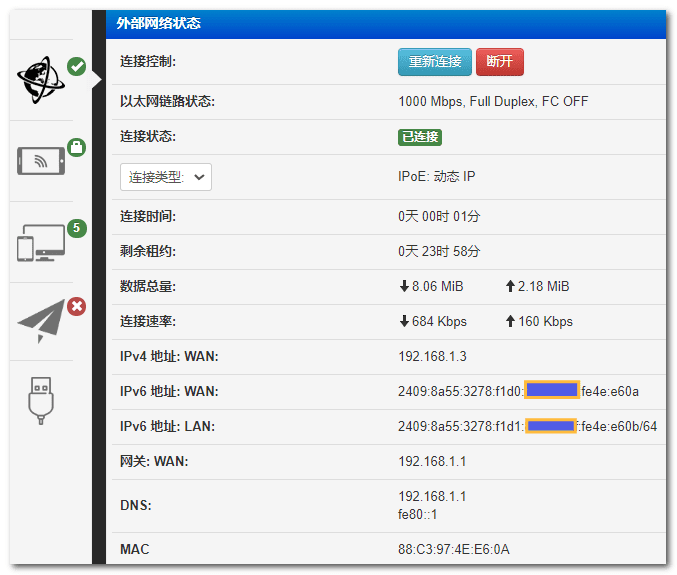 外部网络状态
连接控制: 重新连接 断开
以太网链路状态: 1000 Mbps, Full Duplex, FC OFF
连接状态: 已连接
连接类型: IPoE: 动态 IP
连接时间: 0天 00时 01分
5
剩余租约: 0天 23时 58分
数据总量: 8.06 MiB 2.18 MiB
连接速率: 684 Kbps 160 Kbps
IPv4 地址: WAN: 192.168.1.3
IPv6 地址: WAN: 2409:8a55:3278:f1d0: :fe4e:e60a
IPv6 地址: LAN: 2409:8a55:3278:f1d1: :fe4e:e60b/64
网关: WAN: 192.168.1.1
DNS: 192.168.1.1
fe80::1
MAC 88:C3:97:4E:E6:0A